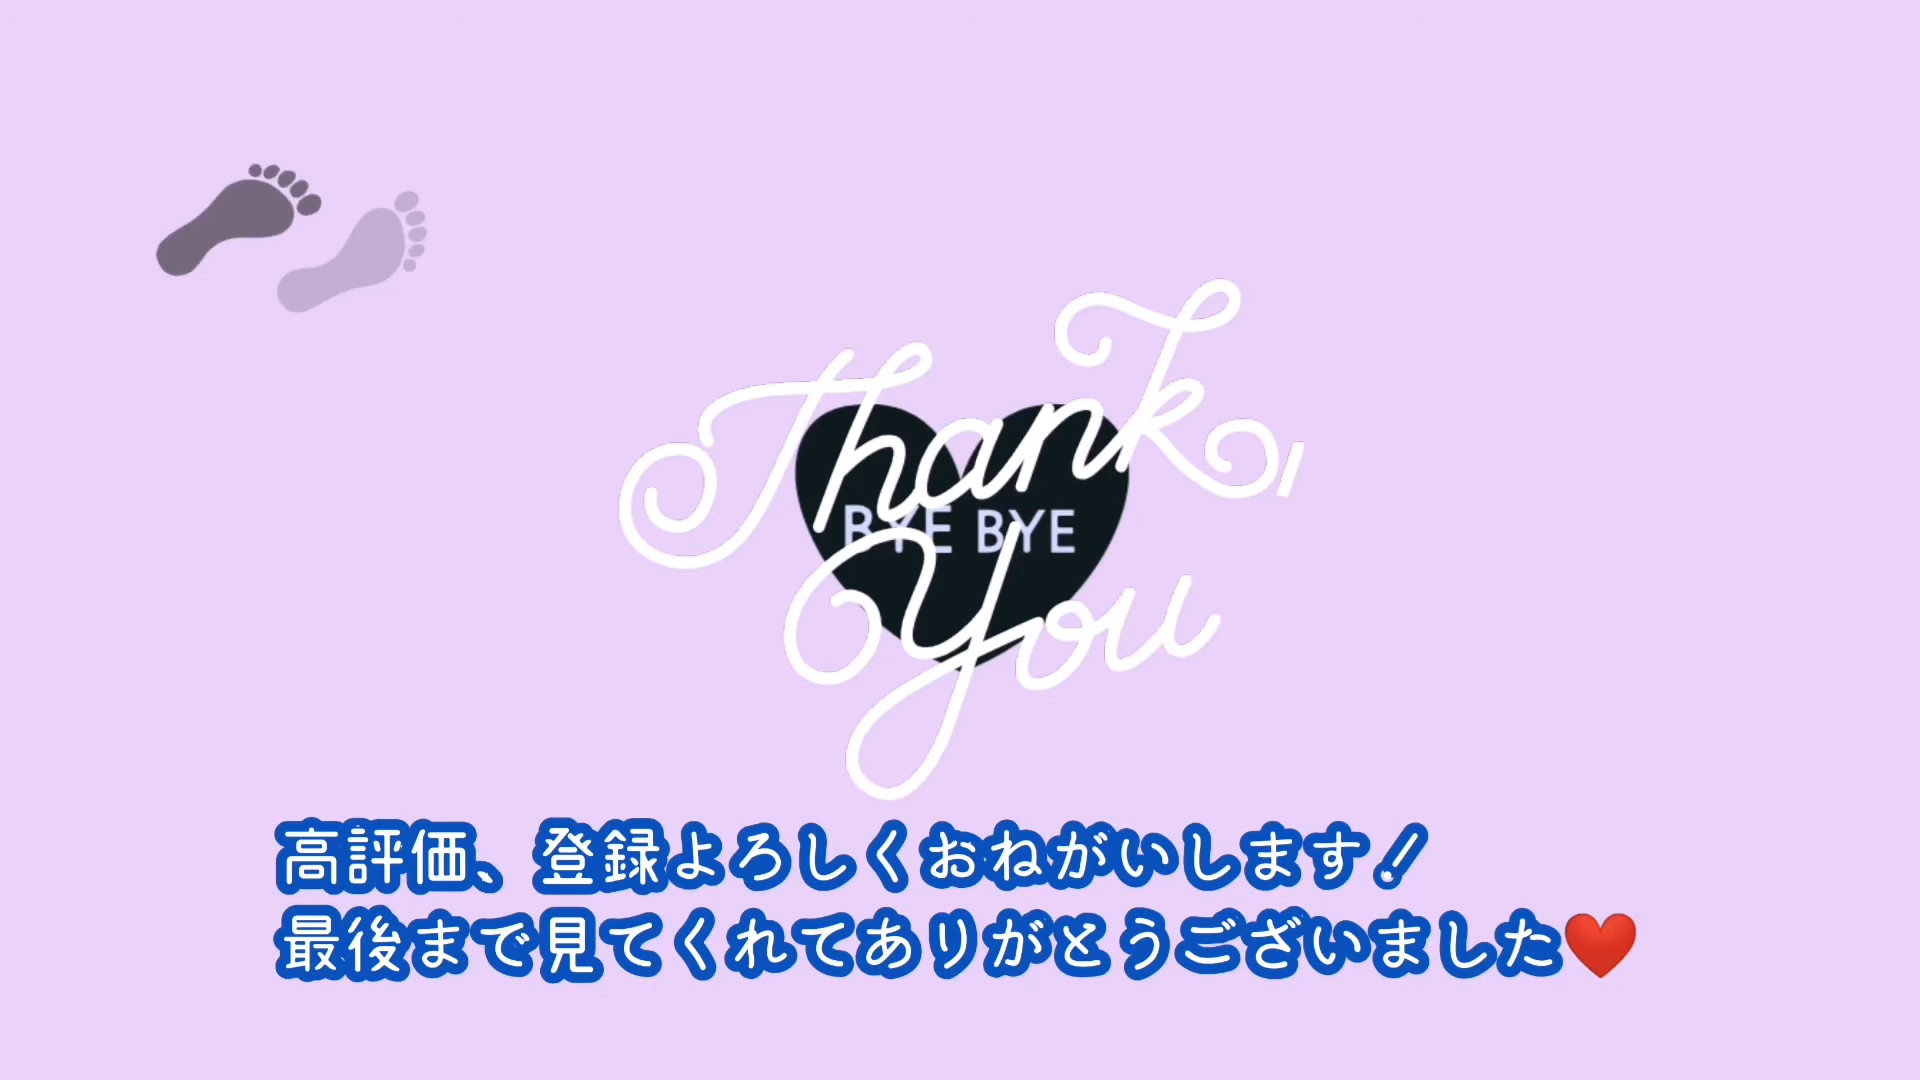 Thank,
BYE BYE
You
高評価、登録よろしくおねがいします!
最後まで見てくれてありがとうございました❤️